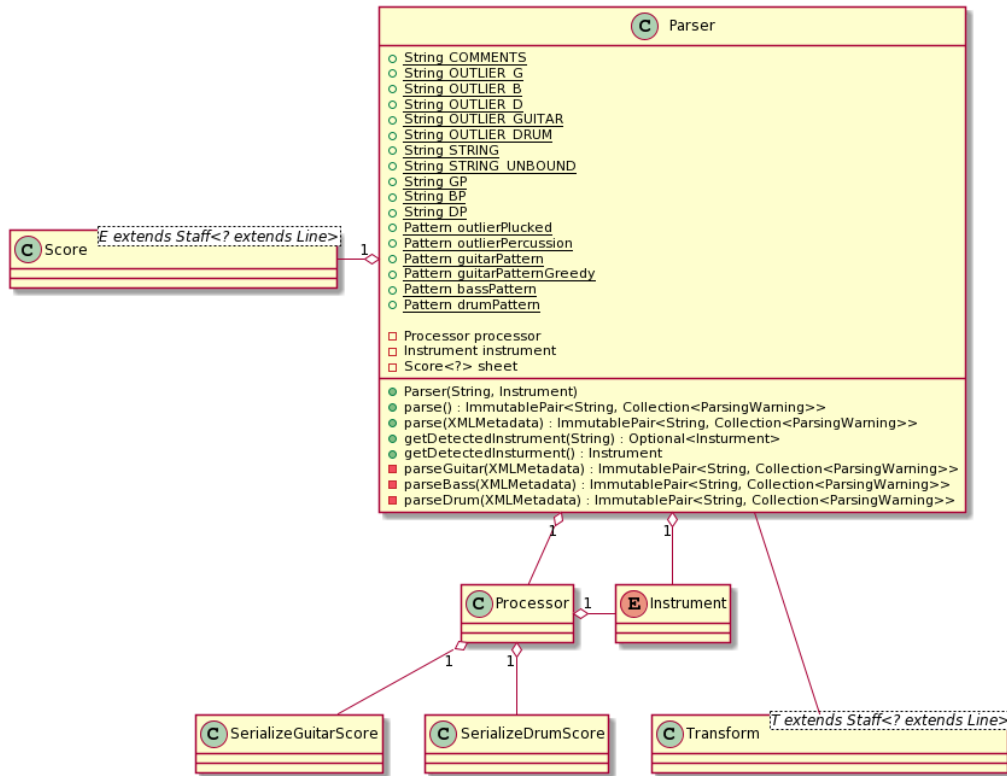 C Parser
String COMMENTS
String OUTLIER_G
String OUTLIER_B
String OUTLIER_D
String OUTLIER_GUITAR
String OUTLIER_DRUM
String STRING
String STRING_UNBOUND
String GP
String BP
String DP
Pattern outlierPlucked
Pattern outlierPercussion
Pattern guitarPattern
Pattern guitarPatternGreedy
Pattern bassPattern
Pattern drumPattern
Processor processor
Instrument instrument
Score<?> sheet
Parser(String, Instrument)
parse() : ImmutablePair<String, Collection<ParsingWarning>>
parse(XMLMetadata) : ImmutablePair<String, Collection<ParsingWarning>>
getDetectedInstrument(String) : Optional<Insturment>
getDetectedInsturment() : Instrument
parseGuitar(XMLMetadata) : ImmutablePair<String, Collection<ParsingWarning>>
parseBass(XMLMetadata) : ImmutablePair<String, Collection<ParsingWarning>>
parseDrum(XMLMetadata) : ImmutablePair<String, Collection<ParsingWarning>>
E extends Staff<? extends Line>
C Score
1
1
1
C Processor
1
E Instrument
1
1
C SerializeGuitarScore
C SerializeDrumScore
T extends Staff<? extends Line>
C Transform